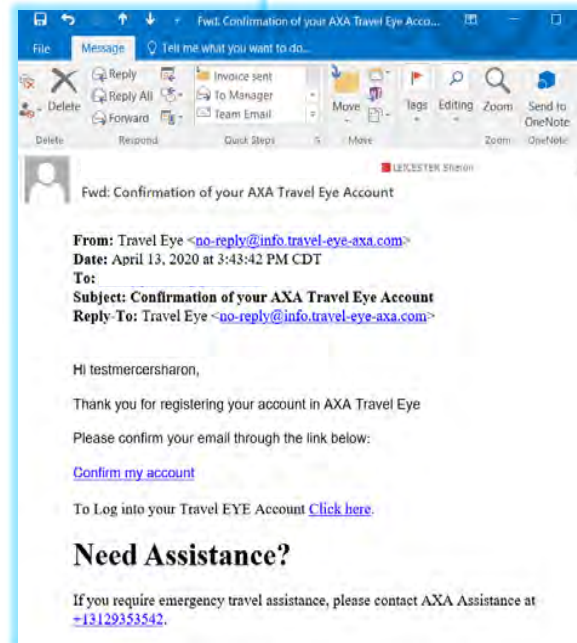 Fwd: Confirmation of your AXA Travel Eye Acco...
File Message Tell me what you want to do...
Delete
Reply
Reply All
Forward
Invoice sent
To Manager
Team Email
Move
Tags
Editing
Zoom
Send to
OneNote
Delete Respond Quick Steps Move Zoom OneNote
LEICESTER Sharon
Fwd: Confirmation of your AXA Travel Eye Account
From: Travel Eye <no-reply@info.travel-eye-axa.com>
Date: April 13, 2020 at 3:43:42 PM CDT
To:
Subject: Confirmation of your AXA Travel Eye Account
Reply-To: Travel Eye <no-reply@info.travel-eye-axa.com>
Hi testmercersharon,
Thank you for registering your account in AXA Travel Eye
Please confirm your email through the link below:
Confirm my account
To Log into your Travel EYE Account Click here.
Need Assistance?
If you require emergency travel assistance, please contact AXA Assistance at
+13129353542.